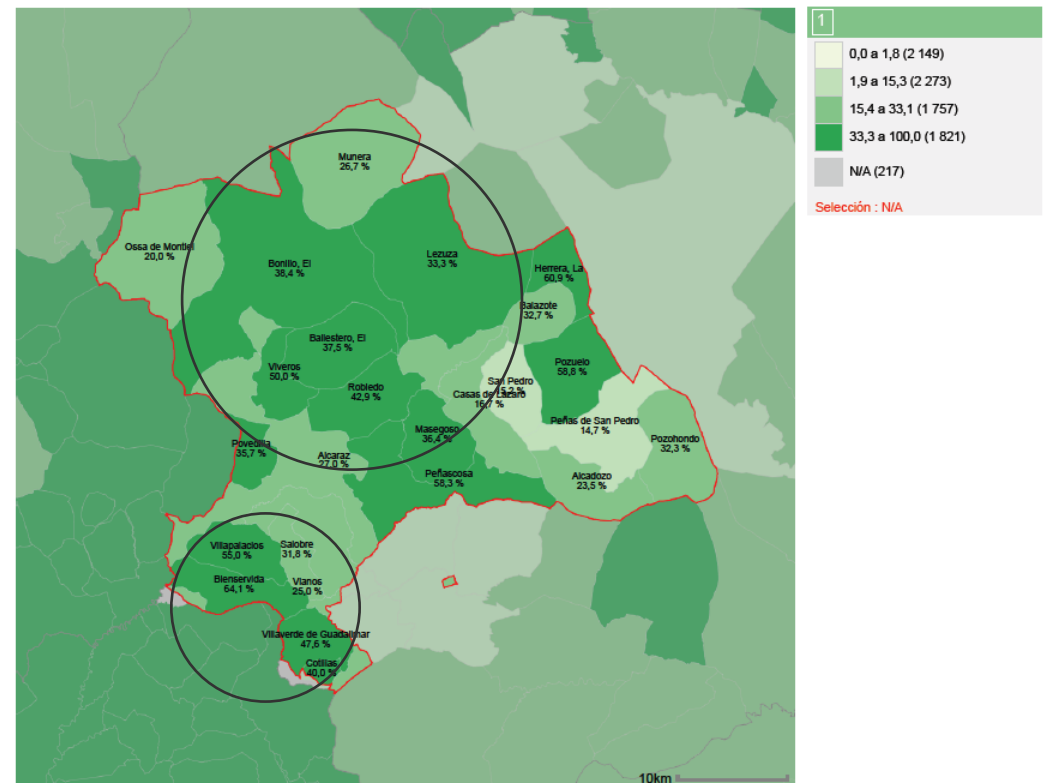 1
0,0 a 1,8 (2 149)
1,9 a 15,3 (2 273)
15,4 a 33,1 (1 757)
33,3 a 100,0 (1 821)
N/A (217)
Selección : N/A
Munera
26,7 %
Ossa de Montiel
20,0 %
Bonillo, El
38,4 %
Lezuza
33,3 %
Herrera, La
60,9 %
Balazote
32,7 %
Ballestero, El
37,5 %
Viveros
50,0 %
Pozuelo
58,8 %
Robledo
42,9 %
San Pedro
15,2 %
Casas de Lázaro
16,7 %
Peñas de San Pedro
14,7 %
Masegoso
36,4 %
Pozohondo
32,3 %
Povedilla
35,7 %
Alcaraz
27,0 %
Peñascosa
58,3 %
Alcadozo
23,5 %
Villapalacios
55,0 %
Salobre
31,8 %
Bienservida
64,1 %
Vianos
25,0 %
Villaverde de Guadalimar
47,6 %
Cotillas
40,0 %
10km